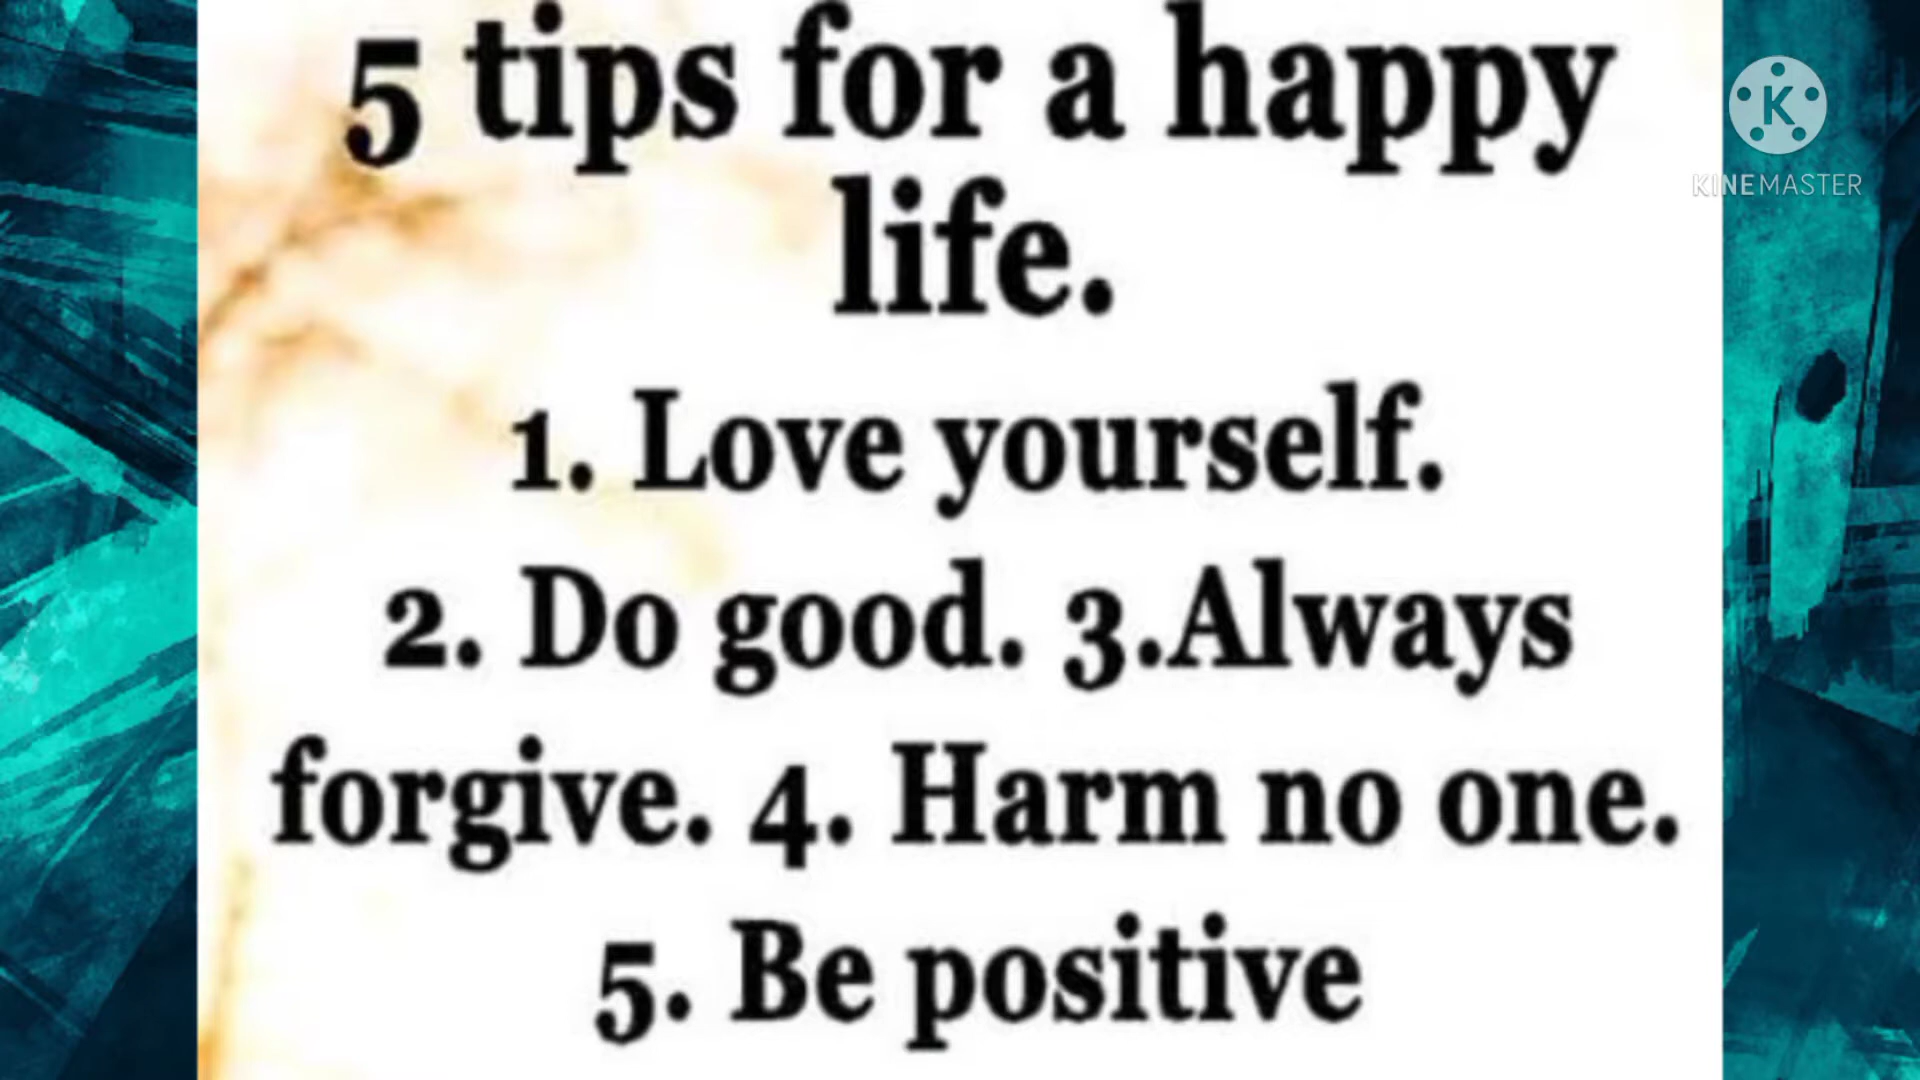 5 tips for a happy
life.
1. Love yourself.
2. Do good. 3.Always
forgive. 4. Harm no one.
5. Be positive
K
KINEMASTER